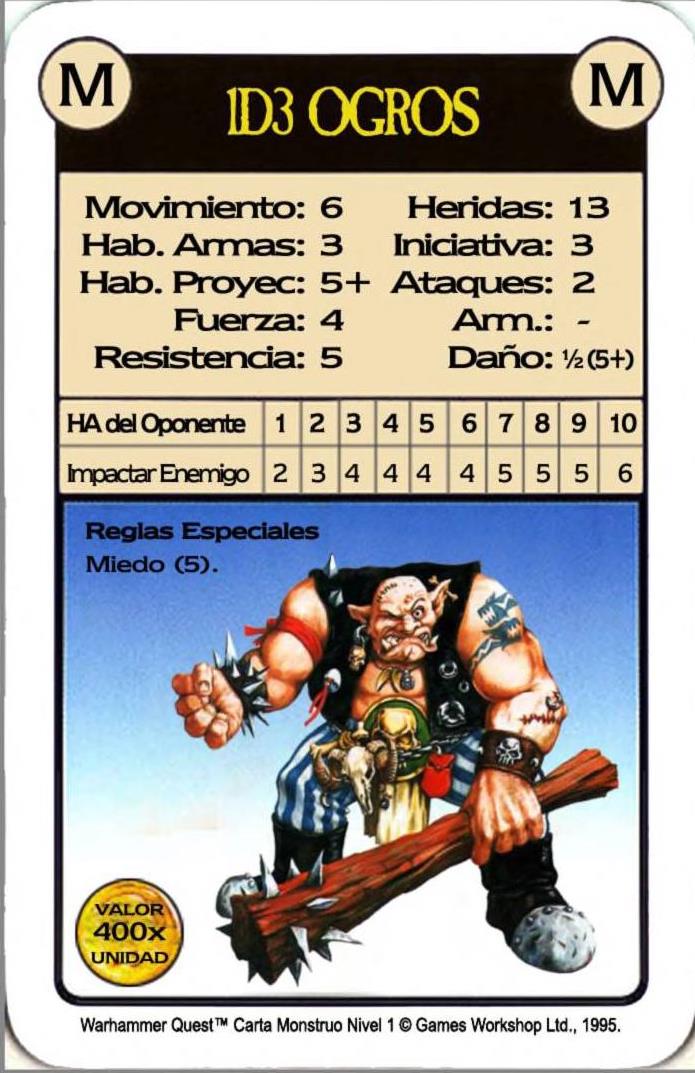 M
1D3 OGROS
M
Movimiento: 6 Heridas: 13
Hab. Armas: 3 Iniciativa: 3
Hab. Proyec: 5+ Ataques: 2
Fuerza: 4 Arm.: -
Resistencia: 5 Daño: ½ (5+)
HA del Oponente 1 2 3 4 5 6 7 8 9 10
Impactar Enemigo 2 3 4 4 4 4 5 5 5 6
Reglas Especiales
Miedo (5).
VALOR
400x
UNIDAD
Warhammer Quest™ Carta Monstruo Nivel 1 © Games Workshop Ltd., 1995.